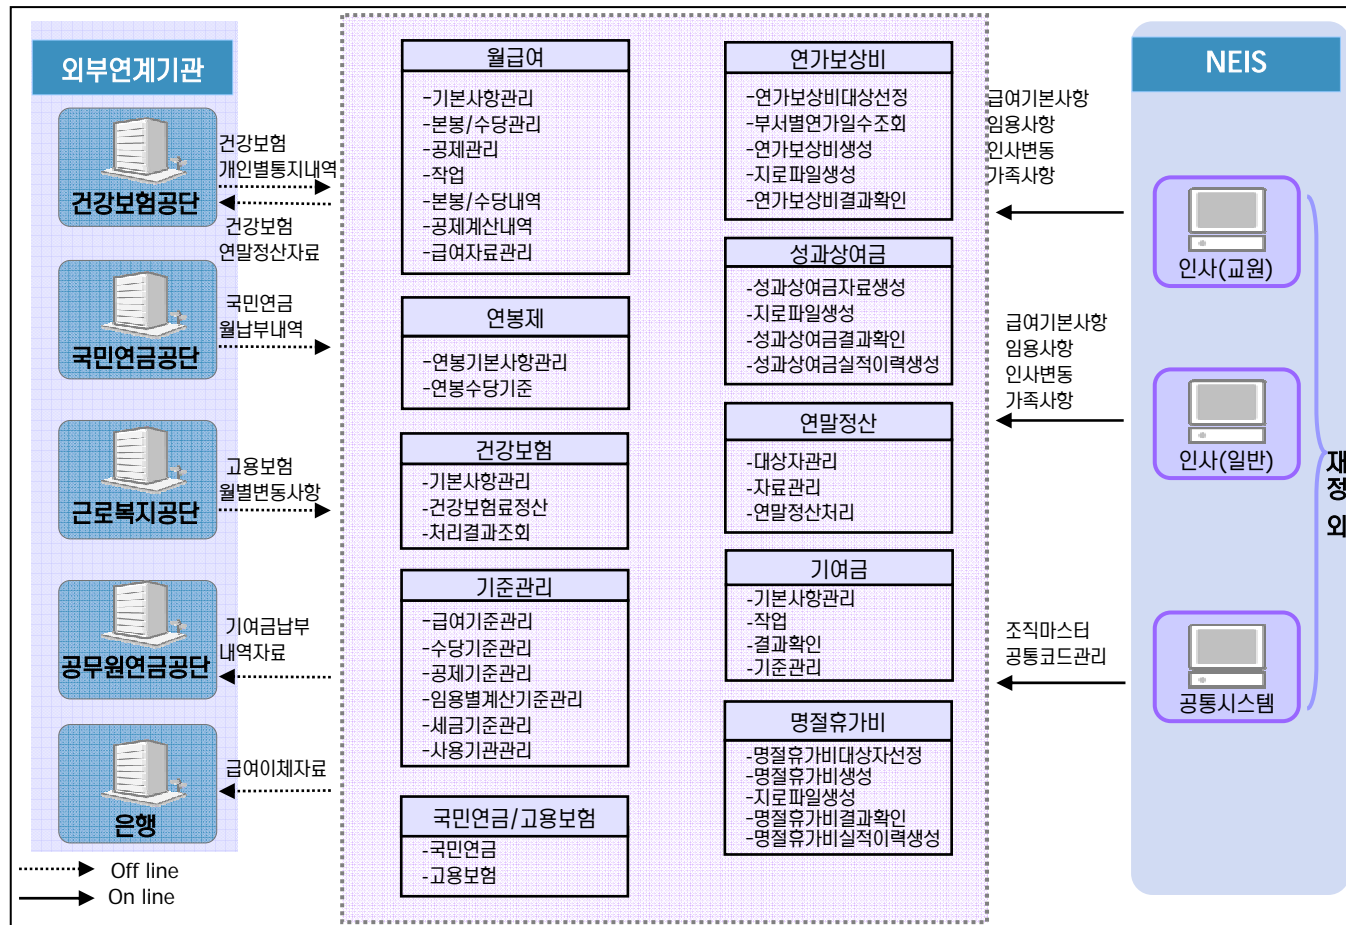 외부연계기관
건강보험공단
국민연금공단
근로복지공단
공무원연금공단
은행
건강보험
개인별통지내역
건강보험
연말정산자료
국민연금
월납부내역
고용보험
월별변동사항
기여금납부
내역자료
급여이체자료
Off line
On line
월급여
-기본사항관리
-본봉/수당관리
-공제관리
-작업
-본봉/수당내역
-공제계산내역
-급여자료관리
연봉제
-연봉기본사항관리
-연봉수당기준
건강보험
-기본사항관리
-건강보험료정산
-처리결과조회
기준관리
-급여기준관리
-수당기준관리
-공제기준관리
-임용별계산기준관리
-세금기준관리
-사용기관관리
국민연금/고용보험
-국민연금
-고용보험
연가보상비
-연가보상비대상선정
-부서별연가일수조회
-연가보상비생성
-지로파일생성
-연가보상비결과확인
성과상여금
-성과상여금자료생성
-지로파일생성
-성과상여금결과확인
-성과상여금실적이력생성
연말정산
-대상자관리
-자료관리
-연말정산처리
기여금
-기본사항관리
-작업
-결과확인
-기준관리
명절휴가비
-명절휴가비대상자선정
-명절휴가비생성
-지로파일생성
-명절휴가비결과확인
-명절휴가비실적이력생성
급여기본사항
임용사항
인사변동
가족사항
급여기본사항
임용사항
인사변동
가족사항
조직마스터
공통코드관리
NEIS
인사(교원)
인사(일반)
공통시스템
재
정
외